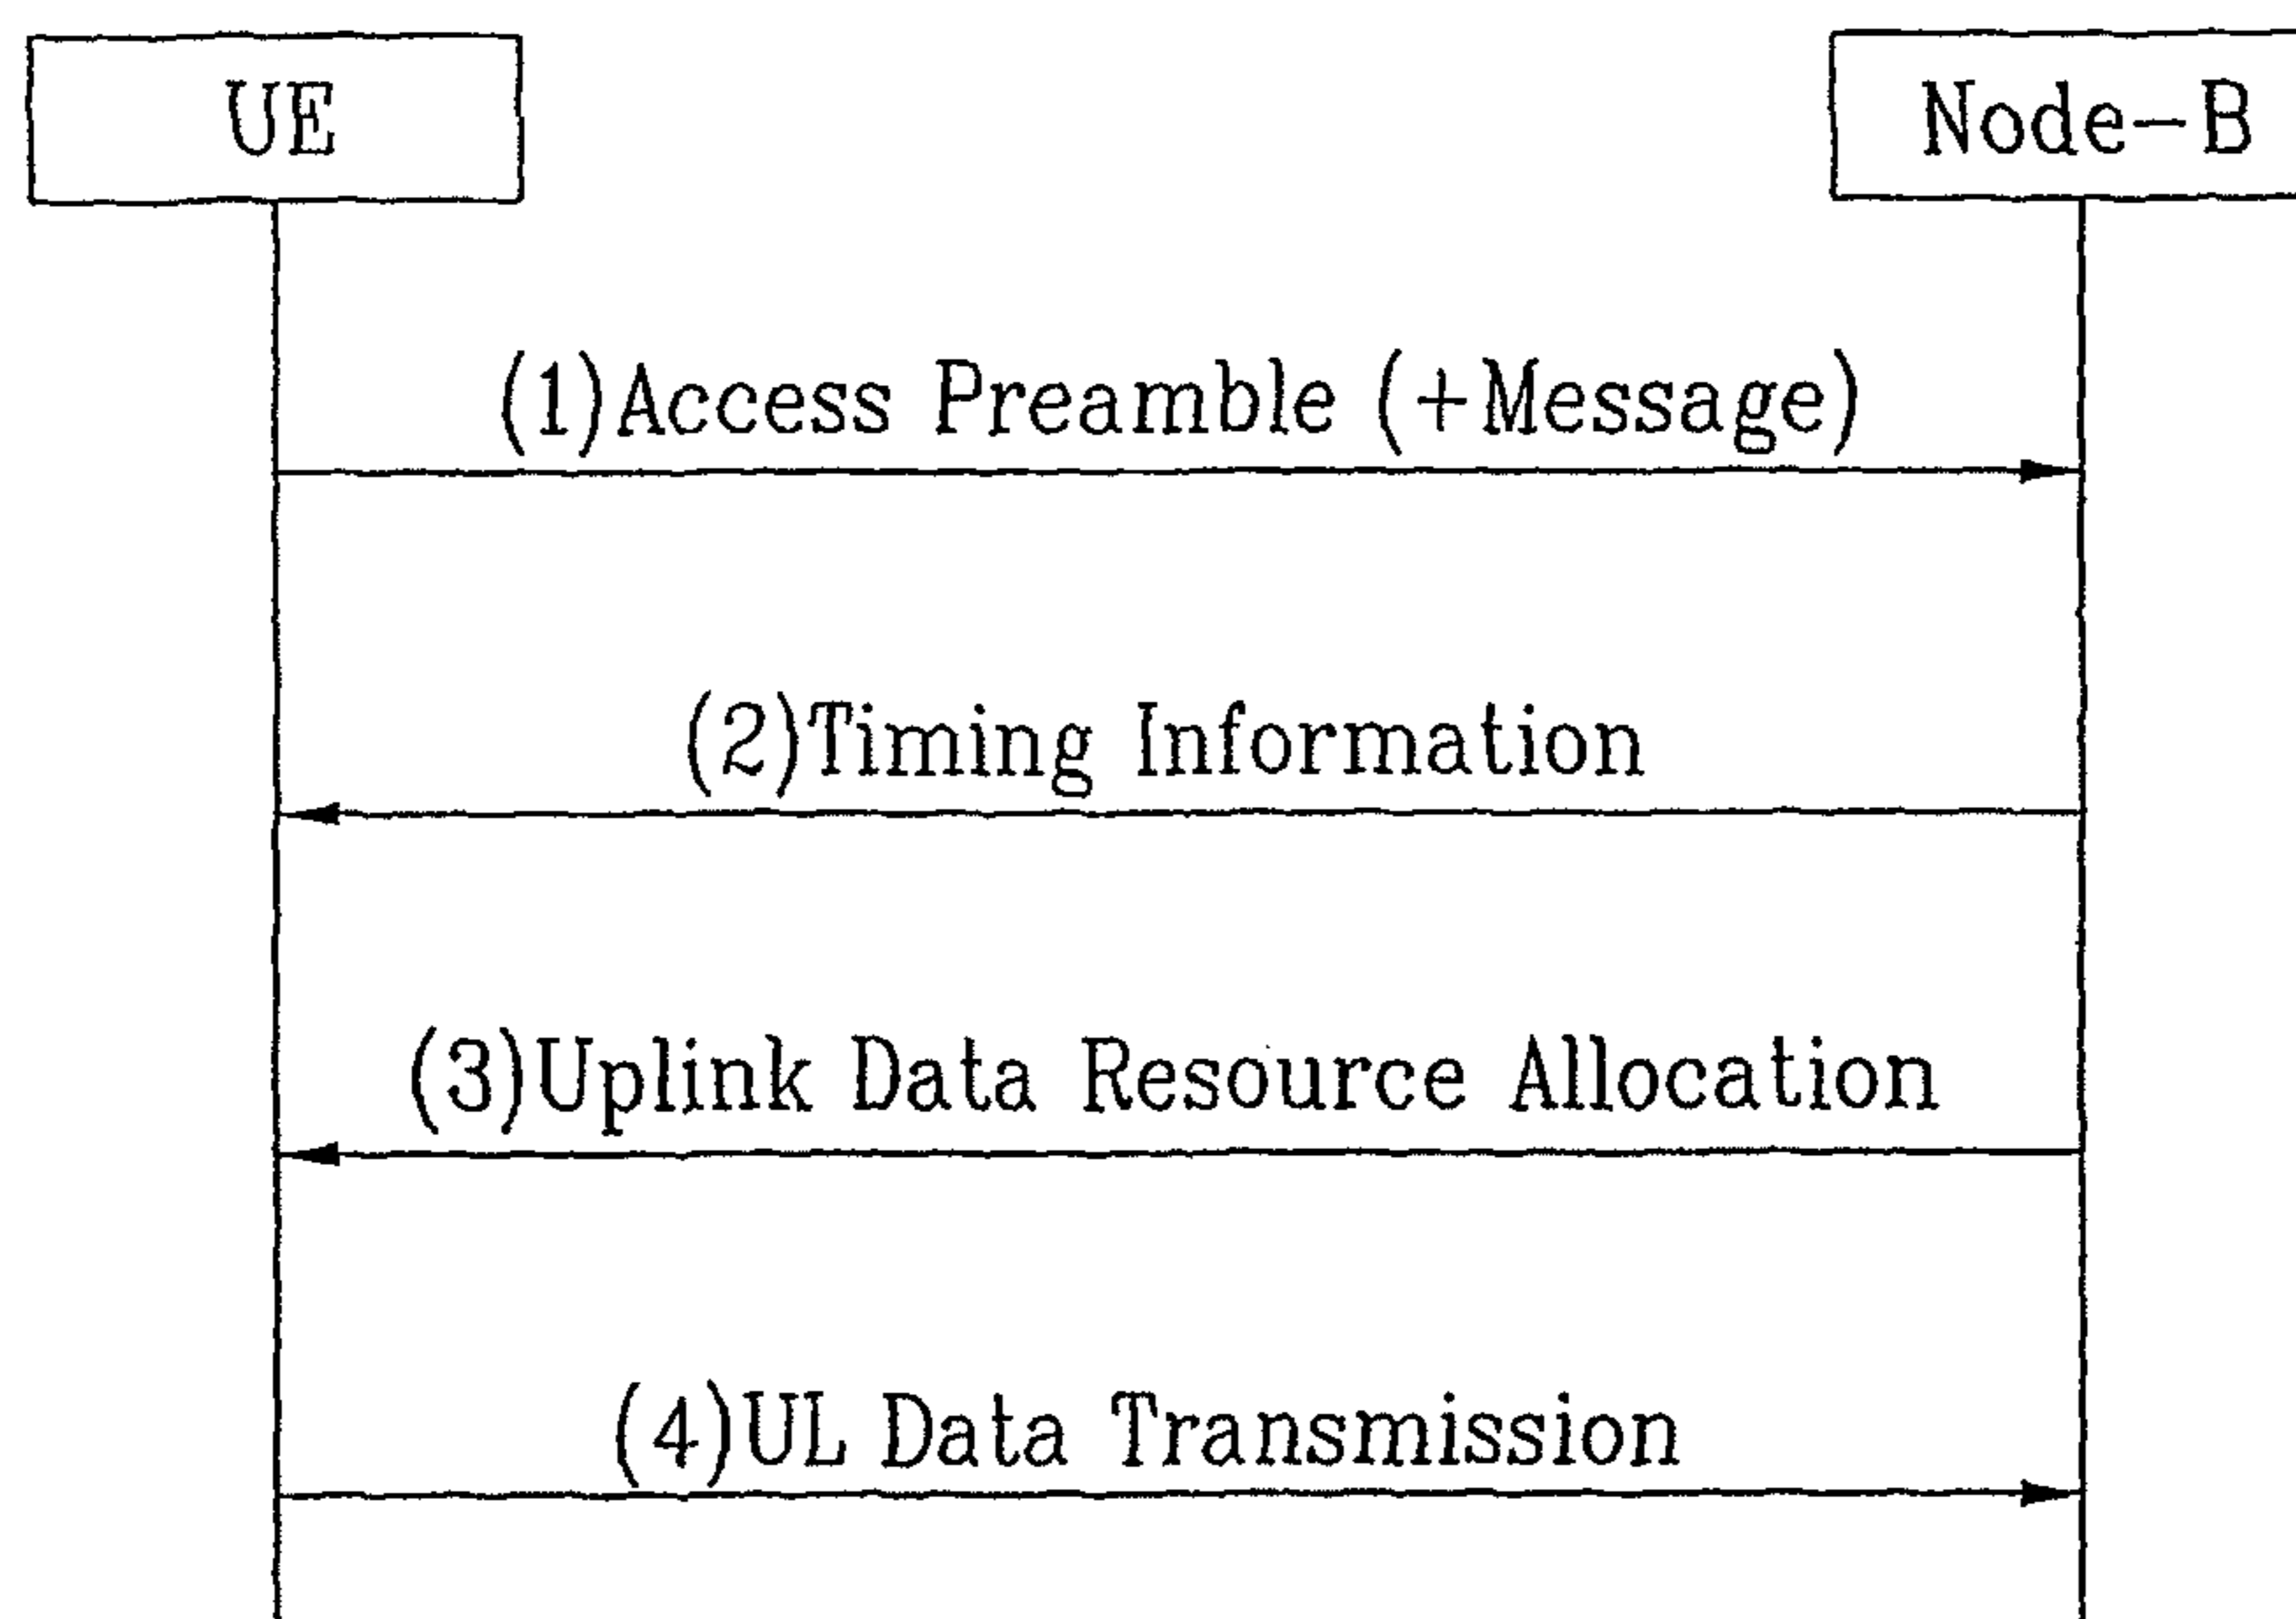 UE
Node-B
(1)Access Preamble (+Message)
(2)Timing Information
(3)Uplink Data Resource Allocation
(4)UL Data Transmission